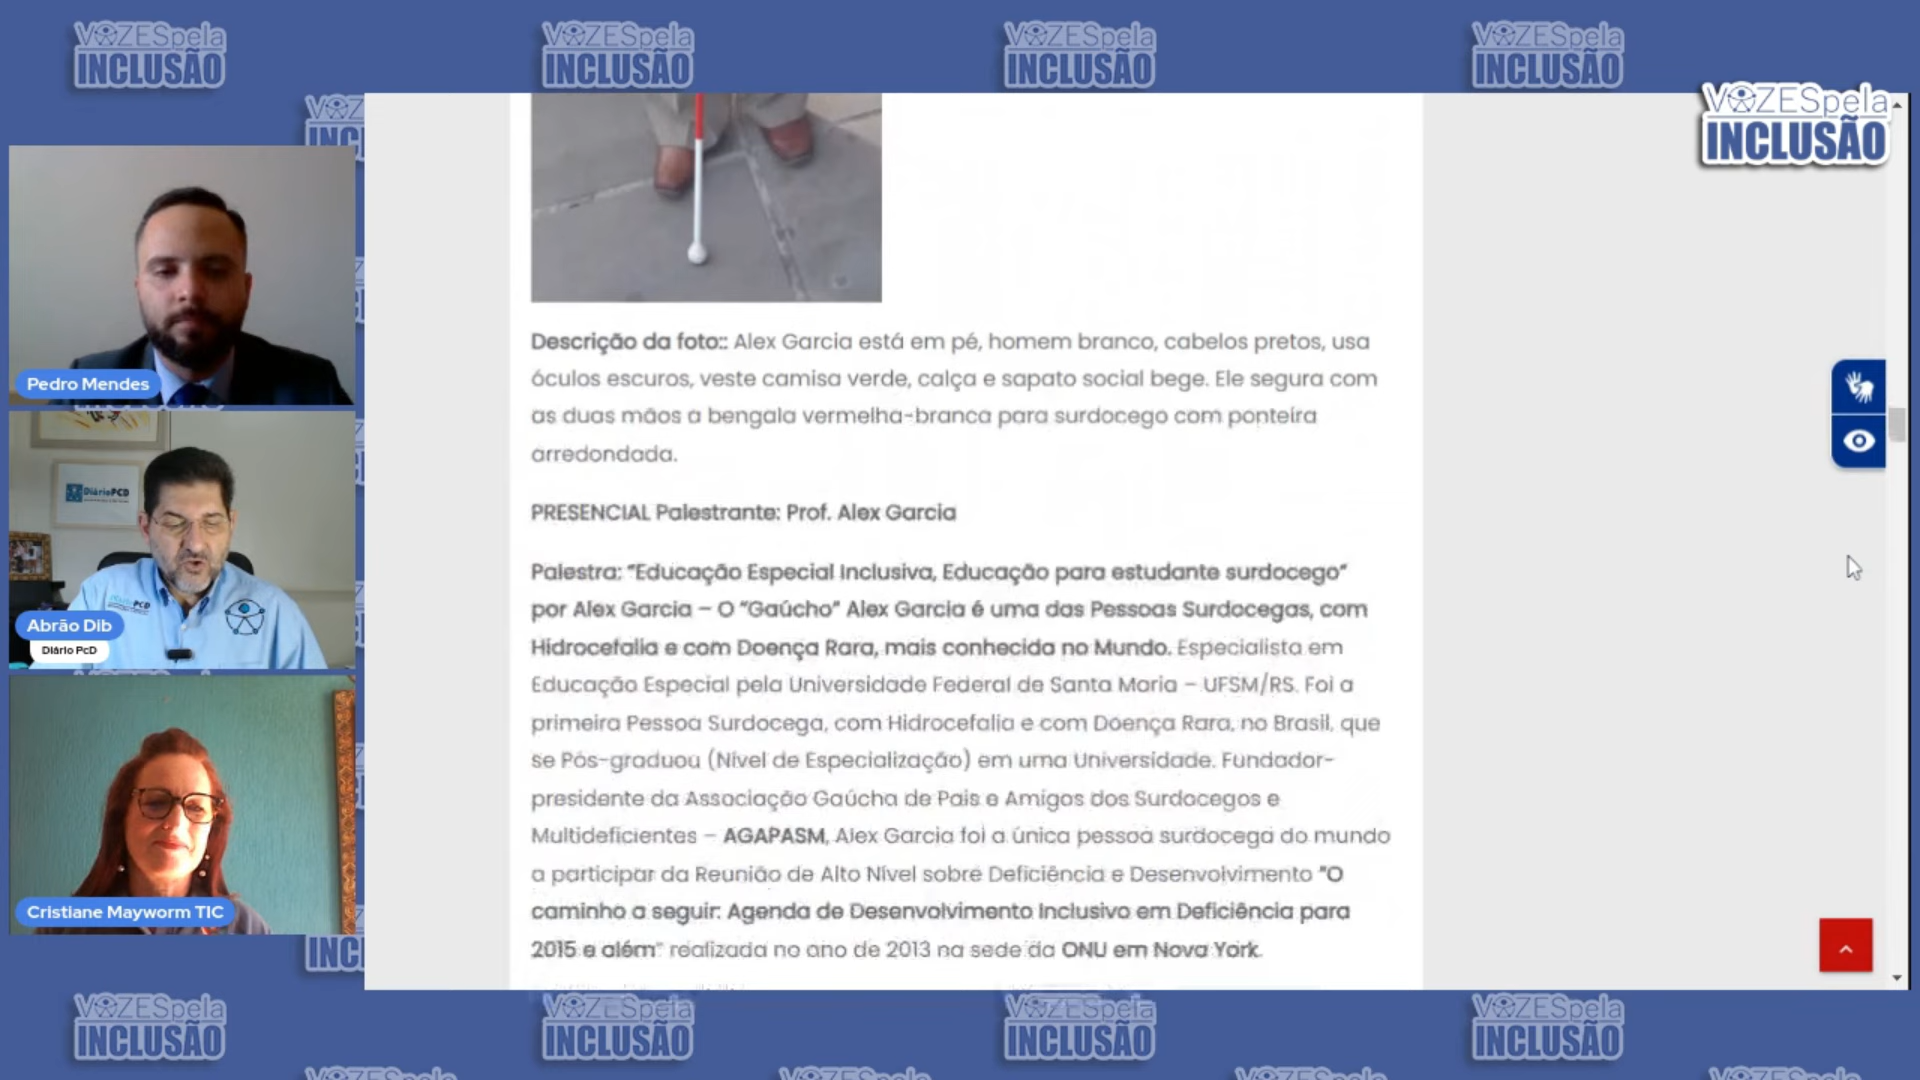 VOZESpela
INCLUSÃO
VOZESpela
INCLUSÃO
VOZESpela
INCLUSÃO
VOZESpela
INCLUSÃO
VOZESpela
INCLUSÃO
Pedro Mendes
DiárioPCD
DiárioPCD
Abrão Dib
Diário PcD
Cristiane Mayworm TIC
Descrição da foto:: Alex Garcia está em pé, homem branco, cabelos pretos, usa
óculos escuros, veste camisa verde, calça e sapato social bege. Ele segura com
as duas mãos a bengala vermelha-branca para surdocego com ponteira
arredondada.
PRESENCIAL Palestrante: Prof. Alex Garcia
Palestra: “Educação Especial Inclusiva, Educação para estudante surdocego”
por Alex Garcia – O “Gaúcho” Alex Garcia é uma das Pessoas Surdocegas, com
Hidrocefalia e com Doença Rara, mais conhecida no Mundo. Especialista em
Educação Especial pela Universidade Federal de Santa Maria – UFSM/RS. Foi a
primeira Pessoa Surdocega, com Hidrocefalia e com Doença Rara, no Brasil, que
se Pós-graduou (Nível de Especialização) em uma Universidade. Fundador-
presidente da Associação Gaúcha de Pais e Amigos dos Surdocegos e
Multideficientes – AGAPASM, Alex Garcia foi a única pessoa surdocega do mundo
a participar da Reunião de Alto Nível sobre Deficiência e Desenvolvimento “O
caminho a seguir: Agenda de Desenvolvimento Inclusivo em Deficiência para
2015 e além” realizada no ano de 2013 na sede da ONU em Nova York.
VOZESpela
INCLUSÃO
VOZESpela
INCLUSÃO
VOZESpela
INCLUSÃO
VOZESpela
INCLUSÃO
VOZESpela
VOZESpela
VOZESpela
VOZESpela